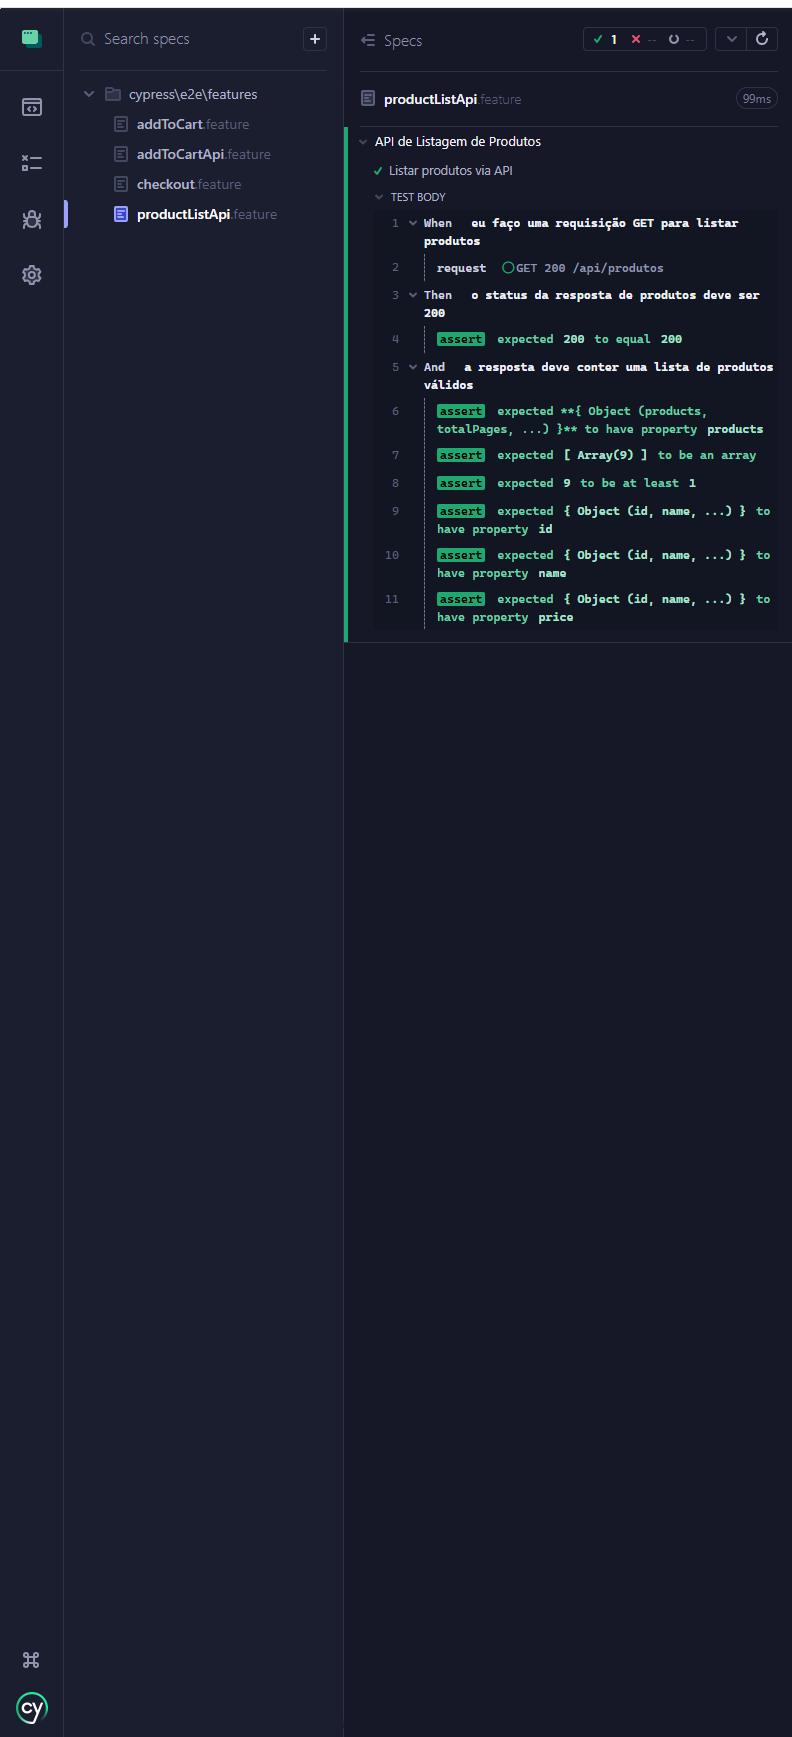 Search specs
+
cypress\e2e\features
addToCart.feature
addToCartApi.feature
checkout.feature
productListApi.feature
Specs
1 -- --
productListApi.feature
99ms
API de Listagem de Produtos
Listar produtos via API
TEST BODY
1 When eu faço uma requisição GET para listar
produtos
2 request GET 200 /api/produtos
3 Then o status da resposta de produtos deve ser
200
4 assert expected 200 to equal 200
5 And a resposta deve conter uma lista de produtos
válidos
6 assert expected **{ Object (products,
totalPages, ...) }** to have property products
7 assert expected [ Array(9) ] to be an array
8 assert expected 9 to be at least 1
9 assert expected { Object (id, name, ...) } to
have property id
10 assert expected { Object (id, name, ...) } to
have property name
11 assert expected { Object (id, name, ...) } to
have property price
cy